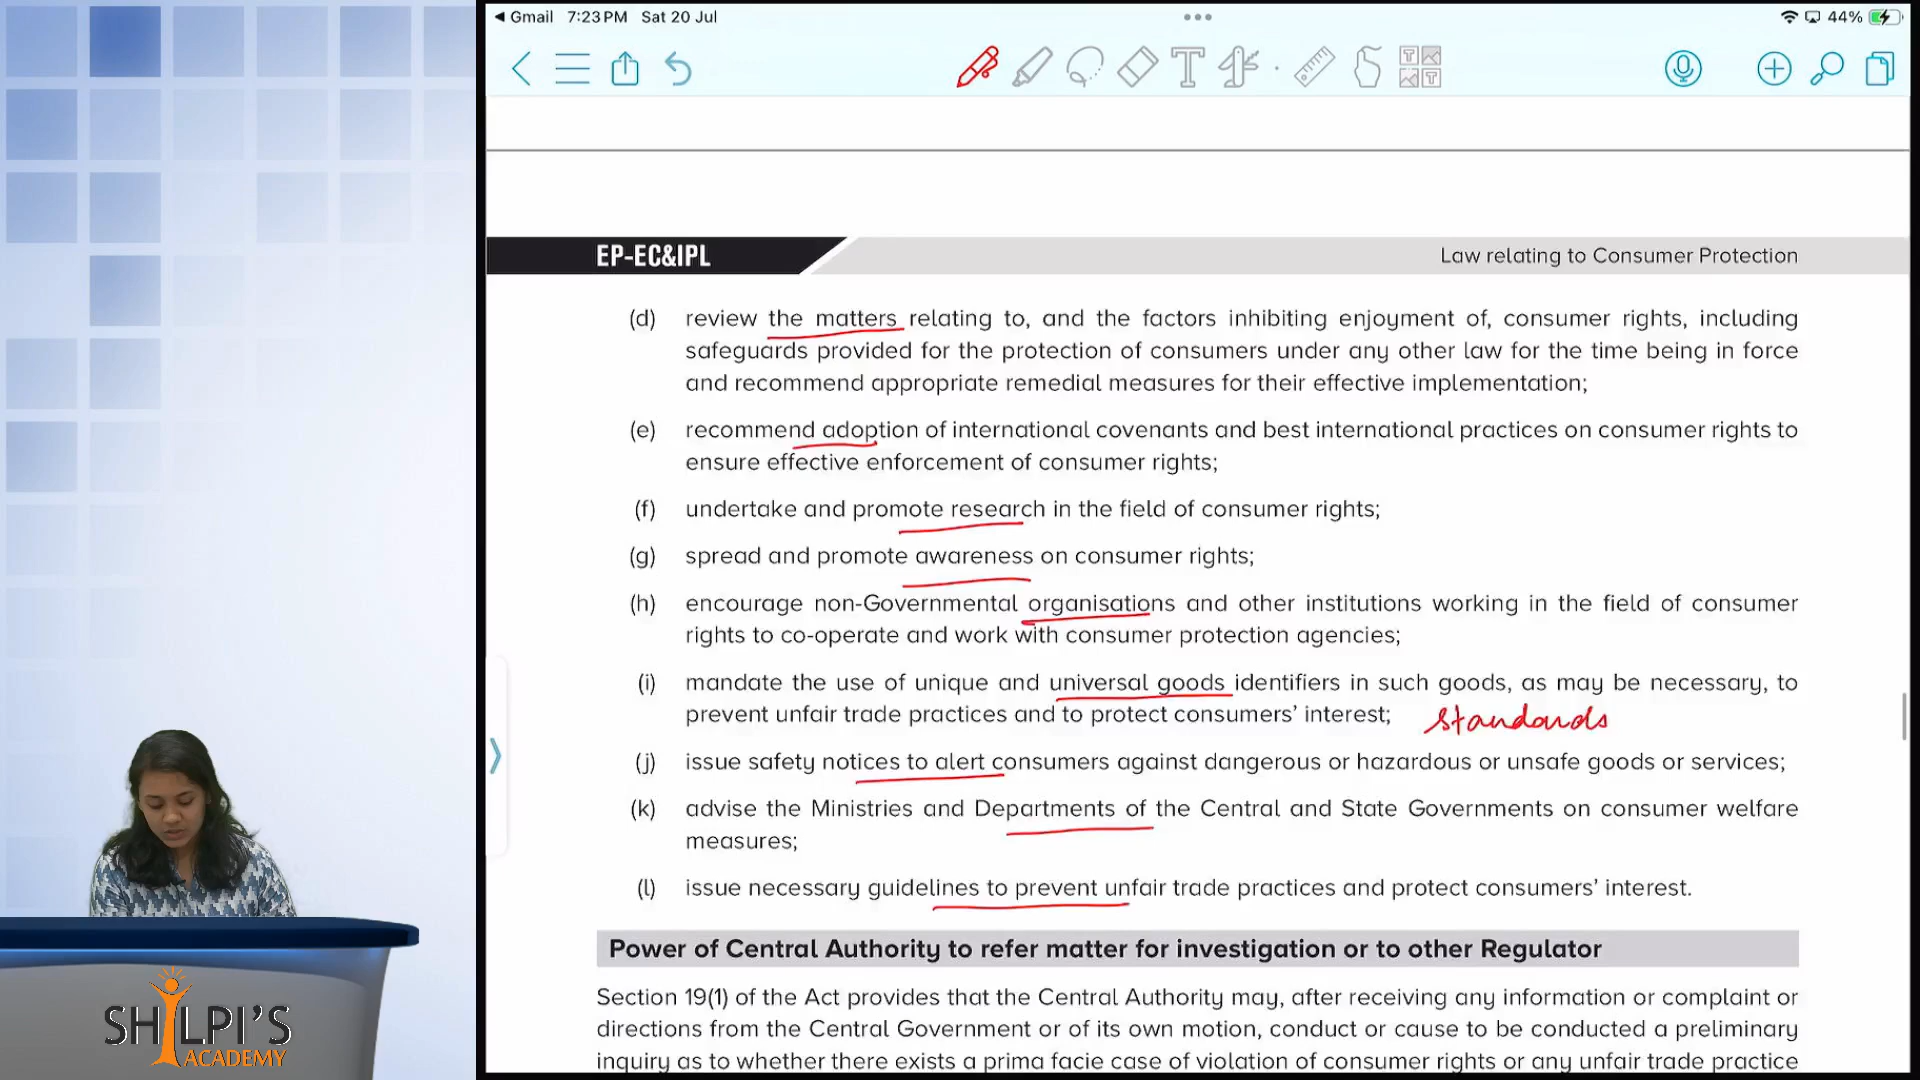 Gmail 7:23 PM Sat 20 Jul
44%
EP-EC&IPL
Law relating to Consumer Protection
(d) review the matters relating to, and the factors inhibiting enjoyment of, consumer rights, including
safeguards provided for the protection of consumers under any other law for the time being in force
and recommend appropriate remedial measures for their effective implementation;
(e) recommend adoption of international covenants and best international practices on consumer rights to
ensure effective enforcement of consumer rights;
(f) undertake and promote research in the field of consumer rights;
(g) spread and promote awareness on consumer rights;
(h) encourage non-Governmental organisations and other institutions working in the field of consumer
rights to co-operate and work with consumer protection agencies;
(i) mandate the use of unique and universal goods identifiers in such goods, as may be necessary, to
prevent unfair trade practices and to protect consumers' interest; standards
(j) issue safety notices to alert consumers against dangerous or hazardous or unsafe goods or services;
(k) advise the Ministries and Departments of the Central and State Governments on consumer welfare
measures;
(l) issue necessary guidelines to prevent unfair trade practices and protect consumers' interest.
Power of Central Authority to refer matter for investigation or to other Regulator
Section 19(1) of the Act provides that the Central Authority may, after receiving any information or complaint or
directions from the Central Government or of its own motion, conduct or cause to be conducted a preliminary
inquiry as to whether there exists a prima facie case of violation of consumer rights or any unfair trade practice
SHILPI'S
ACADEMY